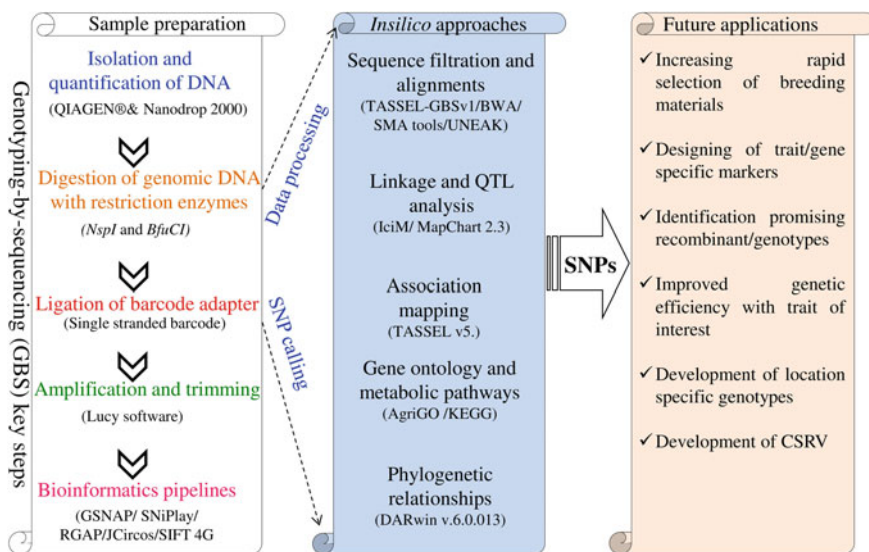 Genotyping-by-sequencing (GBS) key steps
Sample preparation
Isolation and
quantification of DNA
(QIAGEN®& Nanodrop 2000)
Digestion of genomic DNA
with restriction enzymes
(NspI and BfuCI)
Ligation of barcode adapter
(Single stranded barcode)
Amplification and trimming
(Lucy software)
Bioinformatics pipelines
(GSNAP/ SNiPlay/
RGAP/JCircos/SIFT 4G
Data processing
SNP calling
Insilico approaches
Sequence filtration and
alignments
(TASSEL-GBSv1/BWA/
SMA tools/UNEAK)
Linkage and QTL
analysis
(IciM/ MapChart 2.3)
Association
mapping
(TASSEL v5.)
Gene ontology and
metabolic pathways
(AgriGO /KEGG)
Phylogenetic
relationships
(DARwin v.6.0.013)
SNPs
Future applications
✓ Increasing rapid
selection of breeding
materials
✓ Designing of trait/gene
specific markers
✓ Identification promising
recombinant/genotypes
✓ Improved genetic
efficiency with trait of
interest
✓ Development of location
specific genotypes
✓ Development of CSRV